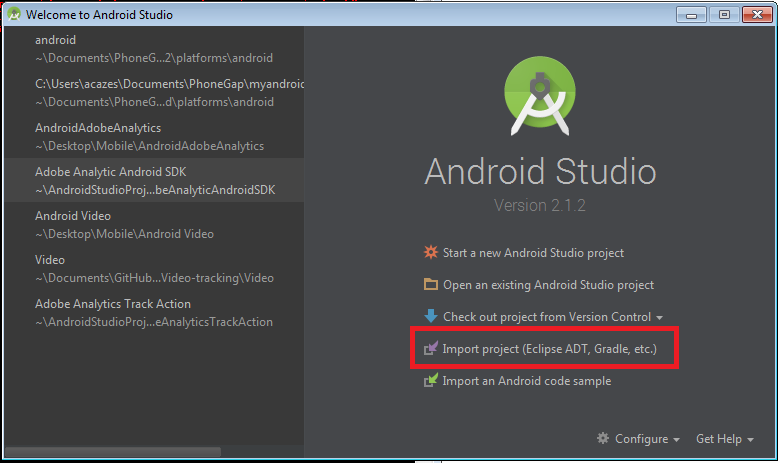 Welcome to Android Studio
android
~\Documents\PhoneG...2\platforms\android
C:\Users\acazes\Documents\PhoneGap\myandroid
~\Documents\PhoneG...d\platforms\android
AndroidAdobeAnalytics
~\Desktop\Mobile\AndroidAdobeAnalytics
Adobe Analytic Android SDK
~\AndroidStudioProj...beAnalyticAndroidSDK
Android Video
~\Desktop\Mobile\Android Video
Video
~\Documents\GitHub...Video-tracking\Video
Adobe Analytics Track Action
~\AndroidStudioProj...eAnalyticsTrackAction
Android Studio
Version 2.1.2
Start a new Android Studio project
Open an existing Android Studio project
Check out project from Version Control
Import project (Eclipse ADT, Gradle, etc.)
Import an Android code sample
Configure
Get Help